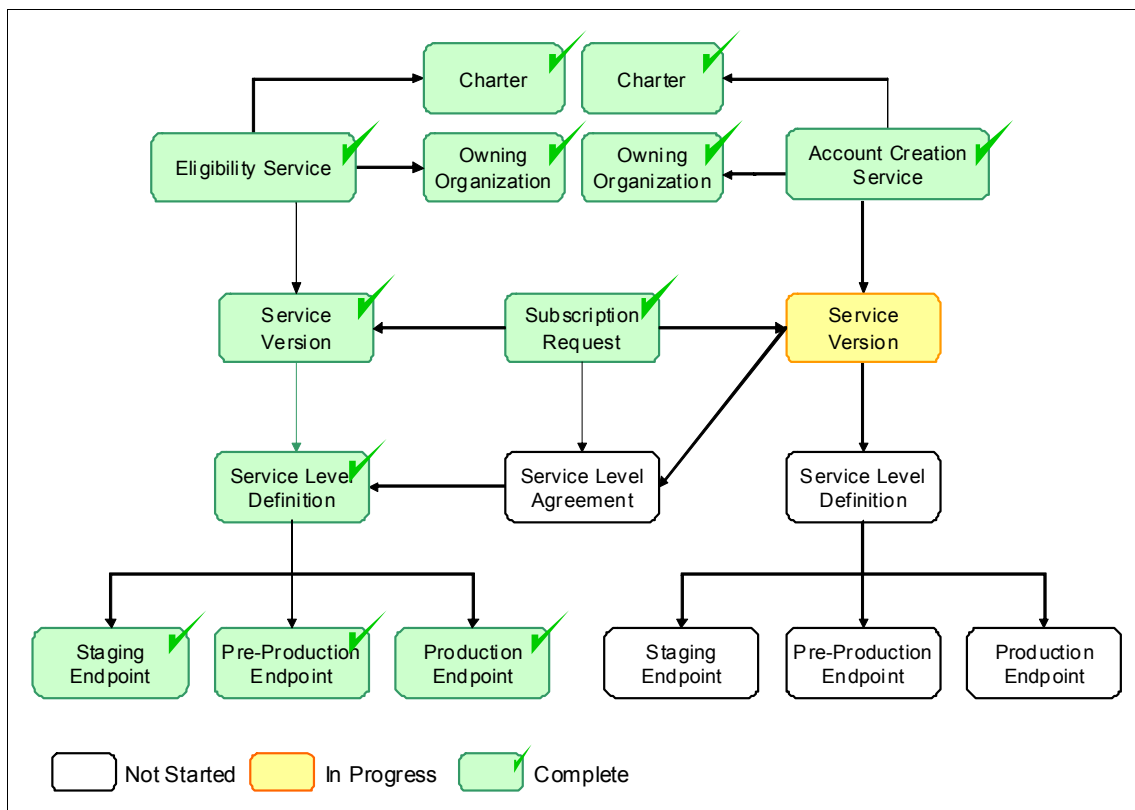 Charter
Charter
Eligibility Service
Owning
Organization
Owning
Organization
Account Creation
Service
Service
Version
Subscription
Request
Service
Version
Service Level
Definition
Service Level
Agreement
Service Level
Definition
Staging
Endpoint
Pre-Production
Endpoint
Production
Endpoint
Staging
Endpoint
Pre-Production
Endpoint
Production
Endpoint
Not Started
In Progress
Complete